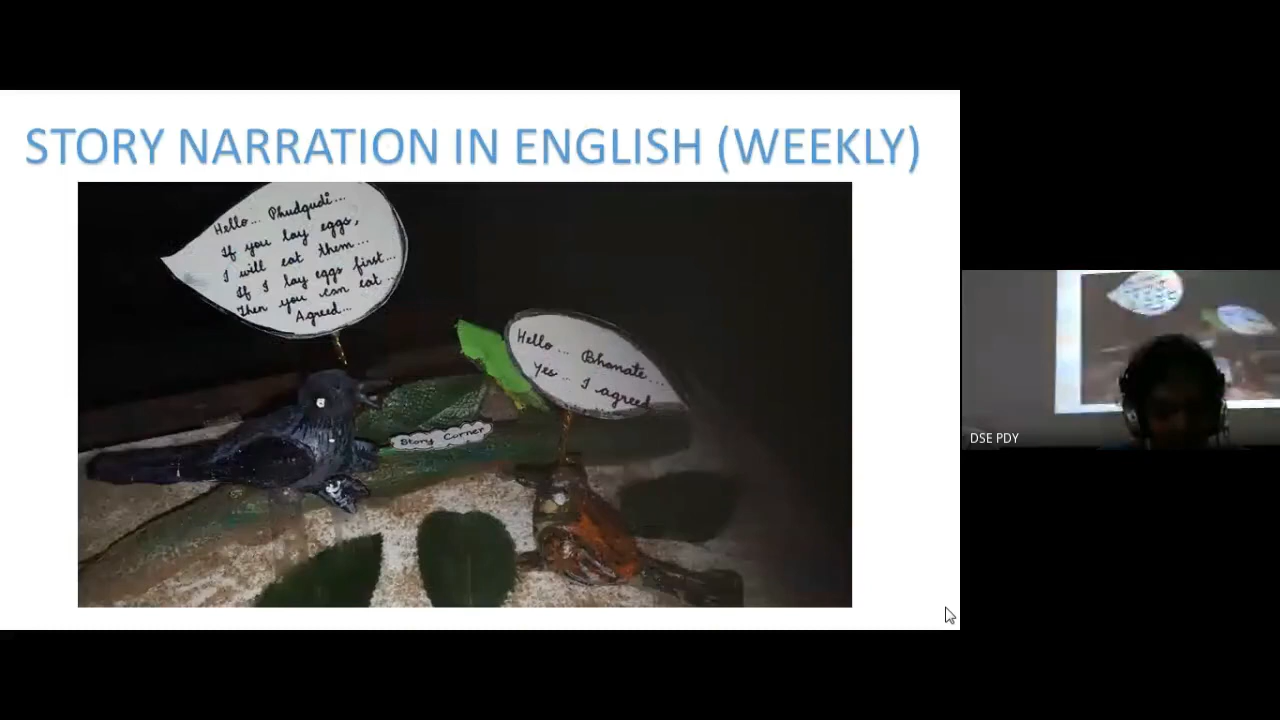 STORY NARRATION IN ENGLISH (WEEKLY)
Hello... Phudgudi...
If you lay eggs,
I will eat them...
If I lay eggs first...
Then you can eat...
Agreed...
Hello... Bhanate...
Yes... I agreed
Story Corner
DSE PDY